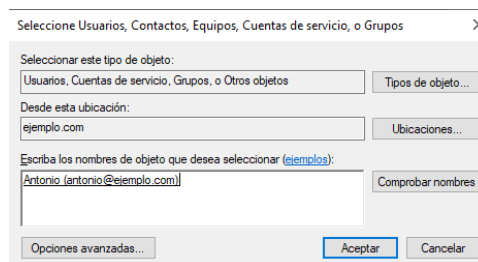 Seleccione Usuarios, Contactos, Equipos, Cuentas de servicio, o Grupos
Seleccionar este tipo de objeto:
Usuarios, Cuentas de servicio, Grupos, o Otros objetos
Tipos de objeto...
Desde esta ubicación:
ejemplo.com
Ubicaciones...
Escriba los nombres de objeto que desea seleccionar (ejemplos):
Antonio (antonio@ejemplo.com)
Comprobar nombres
Opciones avanzadas...
Aceptar
Cancelar